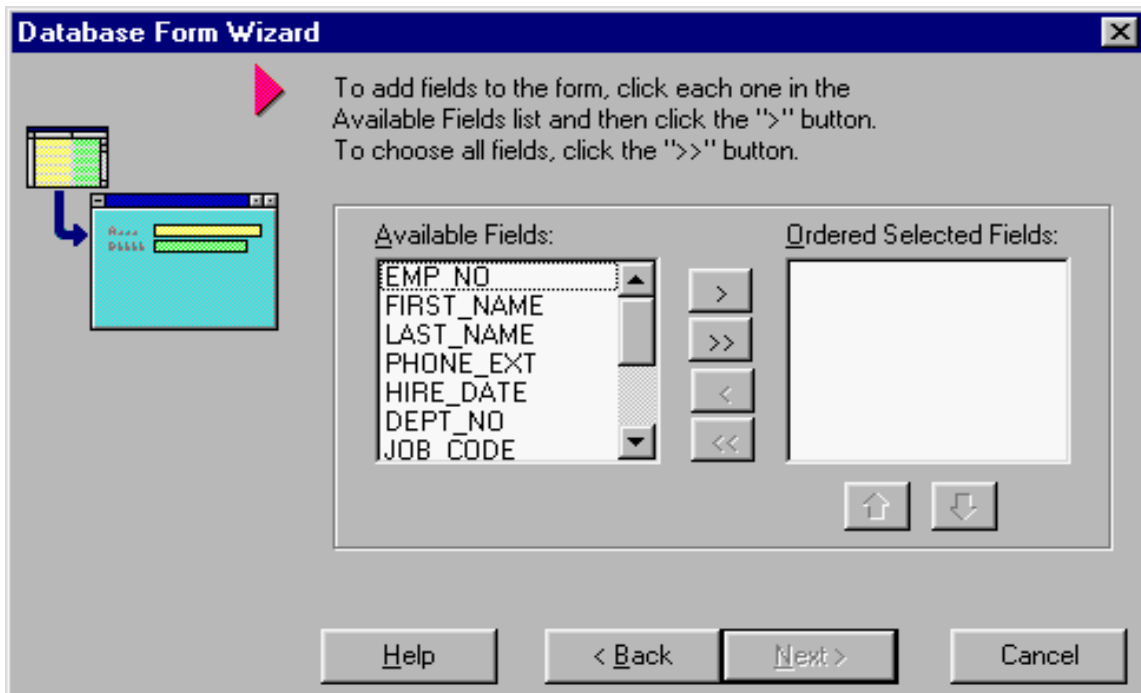 Database Form Wizard
To add fields to the form, click each one in the
Available Fields list and then click the ">" button.
To choose all fields, click the ">>" button.
Available Fields:
Ordered Selected Fields:
EMP_NO
FIRST_NAME
LAST_NAME
PHONE_EXT
HIRE_DATE
DEPT_NO
JOB_CODE
>
>>
<
<<
Help
< Back
Next >
Cancel